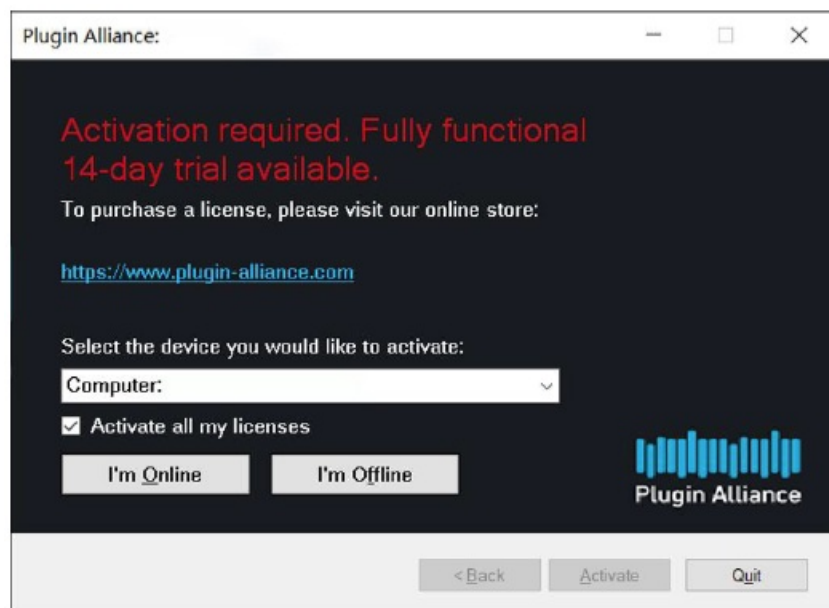 Plugin Alliance:
Activation required. Fully functional
14-day trial available.
To purchase a license, please visit our online store:
https://www.plugin-alliance.com
Select the device you would like to activate:
Computer:
Activate all my licenses
I'm Online
I'm Offline
Plugin Alliance
< Back
Activate
Quit